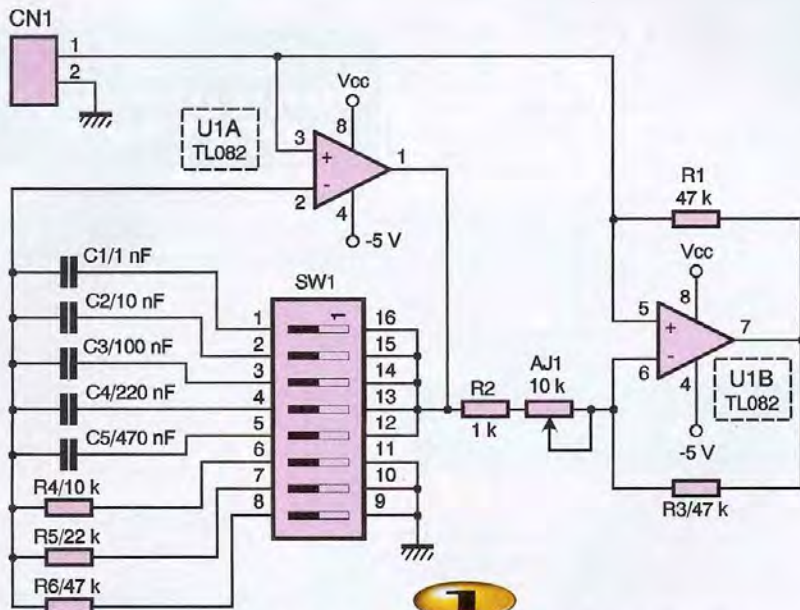 CN1
1
2
U1A
TL082
Vcc
8
3
+
1
2
-
4
-5 V
R1
47 k
C1/1 nF
C2/10 nF
C3/100 nF
C4/220 nF
C5/470 nF
R4/10 k
R5/22 k
R6/47 k
SW1
1
1
2
3
4
5
6
7
8
16
15
14
13
12
11
10
9
R2
1 k
AJ1
10 k
Vcc
8
5
+
7
6
-
4
U1B
TL082
-5 V
R3/47 k
1